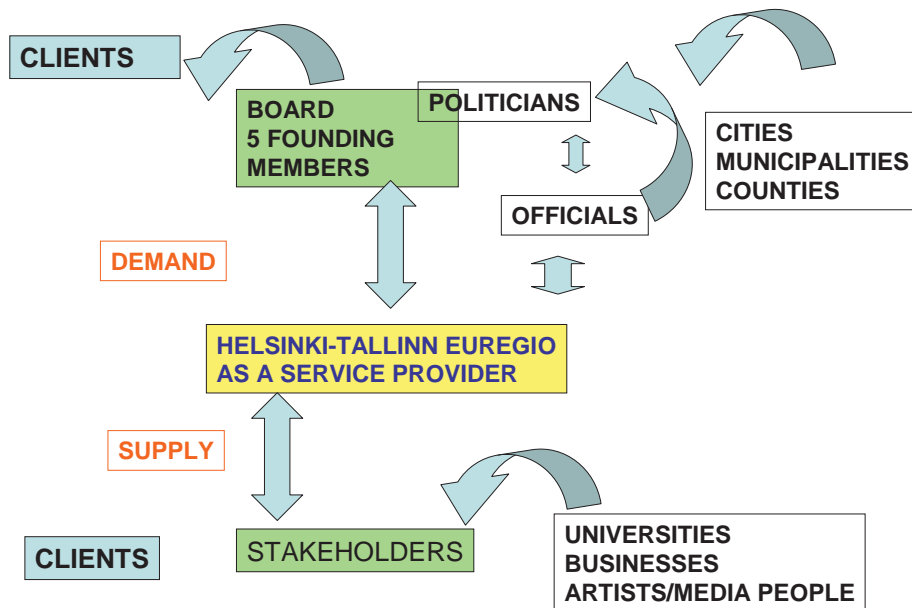 CLIENTS
BOARD
5 FOUNDING
MEMBERS
POLITICIANS
CITIES
MUNICIPALITIES
COUNTIES
OFFICIALS
DEMAND
HELSINKI-TALLINN EUREGIO
AS A SERVICE PROVIDER
SUPPLY
CLIENTS
STAKEHOLDERS
UNIVERSITIES
BUSINESSES
ARTISTS/MEDIA PEOPLE